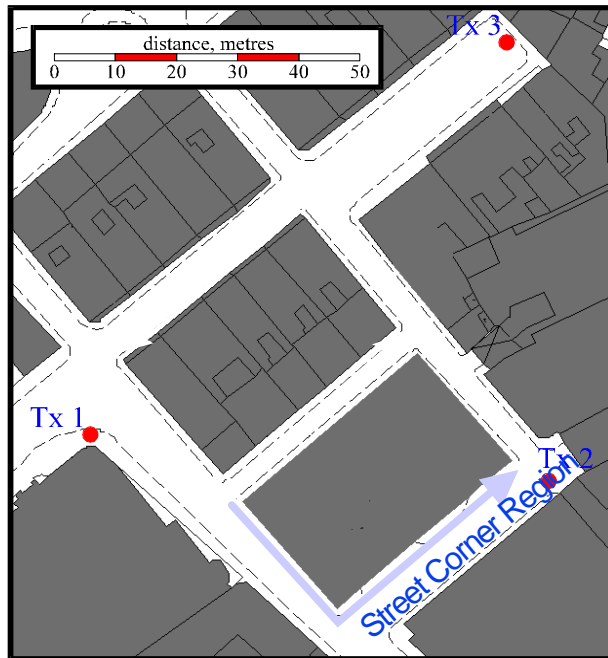 Tx 3
distance, metres
0 10 20 30 40 50
Tx 1
Tx 2
Street Corner Region